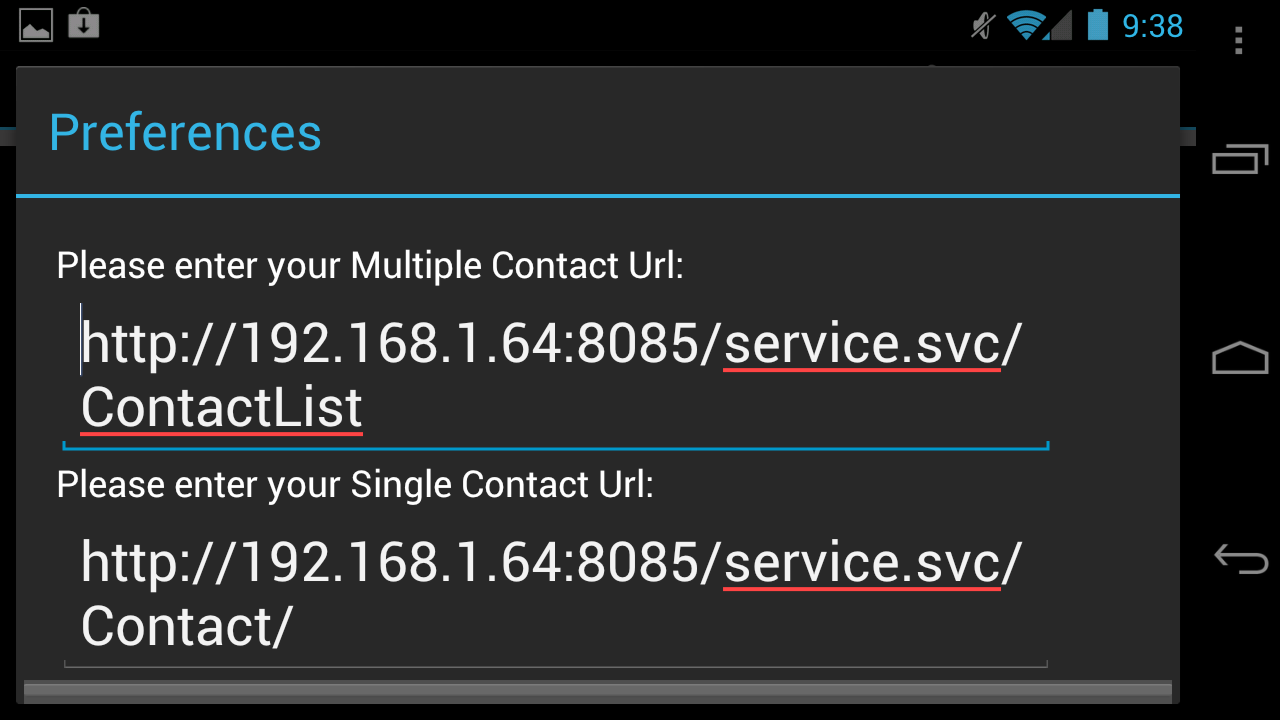 9:38
Preferences
Please enter your Multiple Contact Url:
http://192.168.1.64:8085/service.svc/
ContactList
Please enter your Single Contact Url:
http://192.168.1.64:8085/service.svc/
Contact/